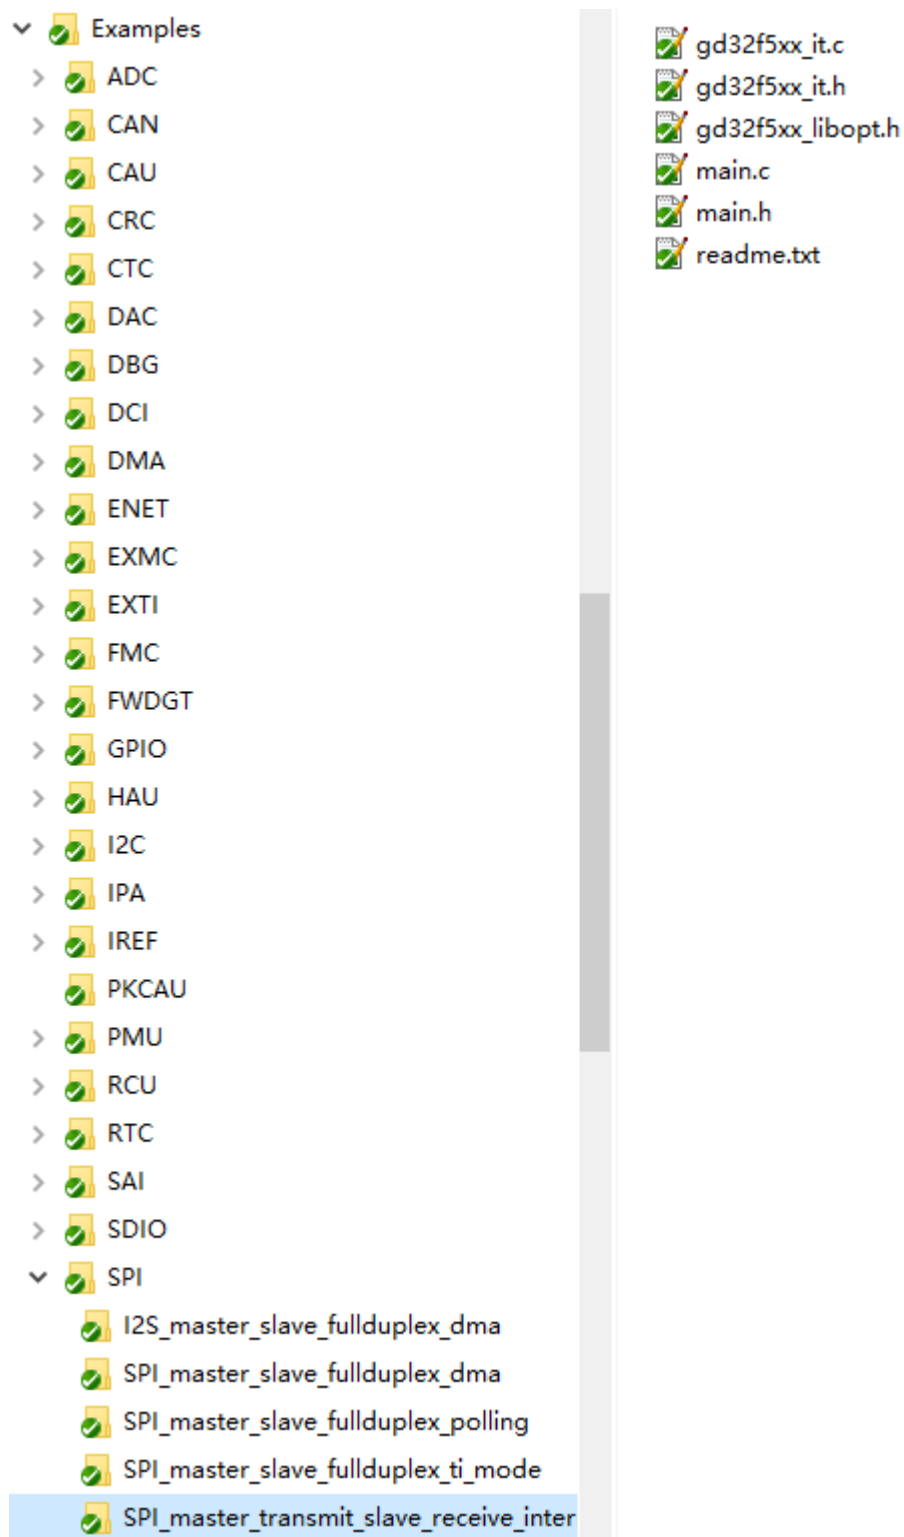 Examples
ADC
CAN
CAU
CRC
CTC
DAC
DBG
DCI
DMA
ENET
EXMC
EXTI
FMC
FWDGT
GPIO
HAU
I2C
IPA
IREF
PKCAU
PMU
RCU
RTC
SAI
SDIO
SPI
I2S_master_slave_fullduplex_dma
SPI_master_slave_fullduplex_dma
SPI_master_slave_fullduplex_polling
SPI_master_slave_fullduplex_ti_mode
SPI_master_transmit_slave_receive_inter
gd32f5xx_it.c
gd32f5xx_it.h
gd32f5xx_libopt.h
main.c
main.h
readme.txt